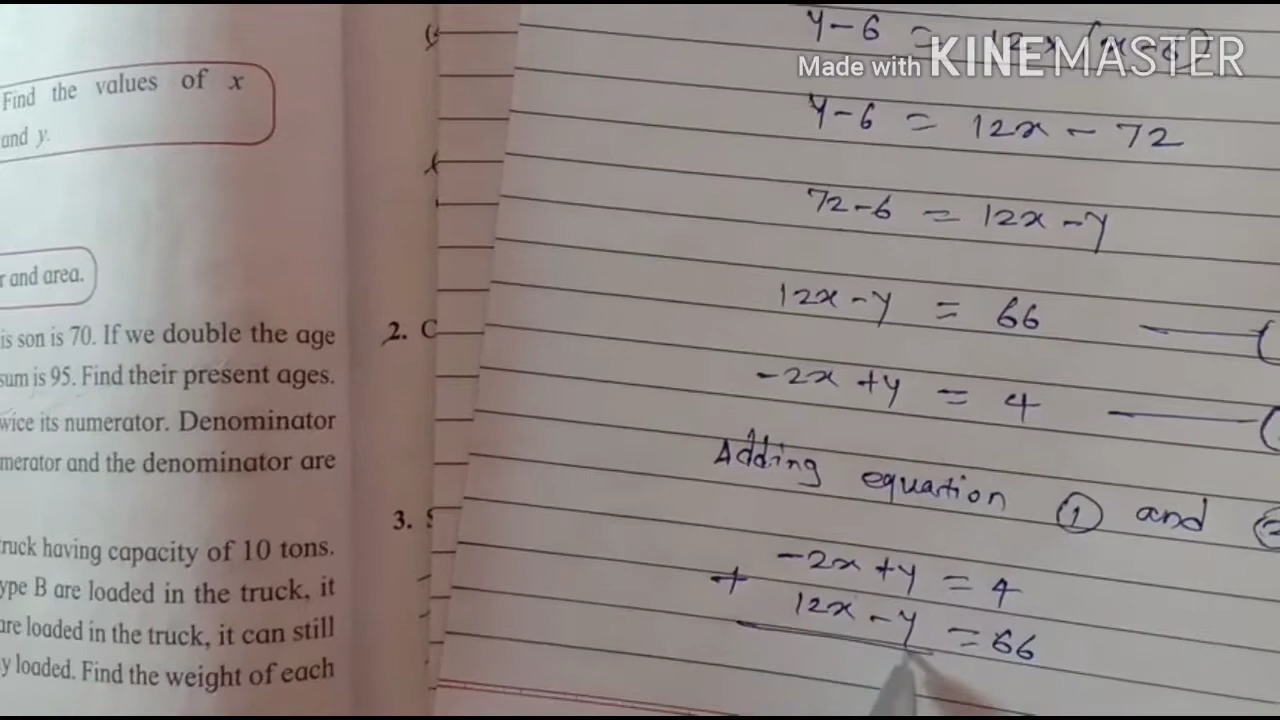 Find the values of x
and y.
r and area.
is son is 70. If we double the age
sum is 95. Find their present ages.
wice its numerator. Denominator
merator and the denominator are
ruck having capacity of 10 tons.
ype B are loaded in the truck, it
are loaded in the truck, it can still
y loaded. Find the weight of each
2. C
3. S
y-6 = 12x(x-6)
Made with KINEMASTER
y-6 = 12x - 72
72-6 = 12x-y
12x-y = 66
-2x+y = 4
Adding equation ① and ②
-2x+y = 4
+ 12x-y = 66